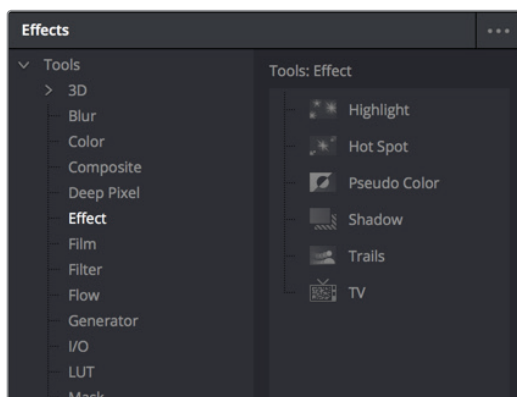 Effects
Tools
3D
Blur
Color
Composite
Deep Pixel
Effect
Film
Filter
Flow
Generator
I/O
LUT
Mask
Tools: Effect
Highlight
Hot Spot
Pseudo Color
Shadow
Trails
TV